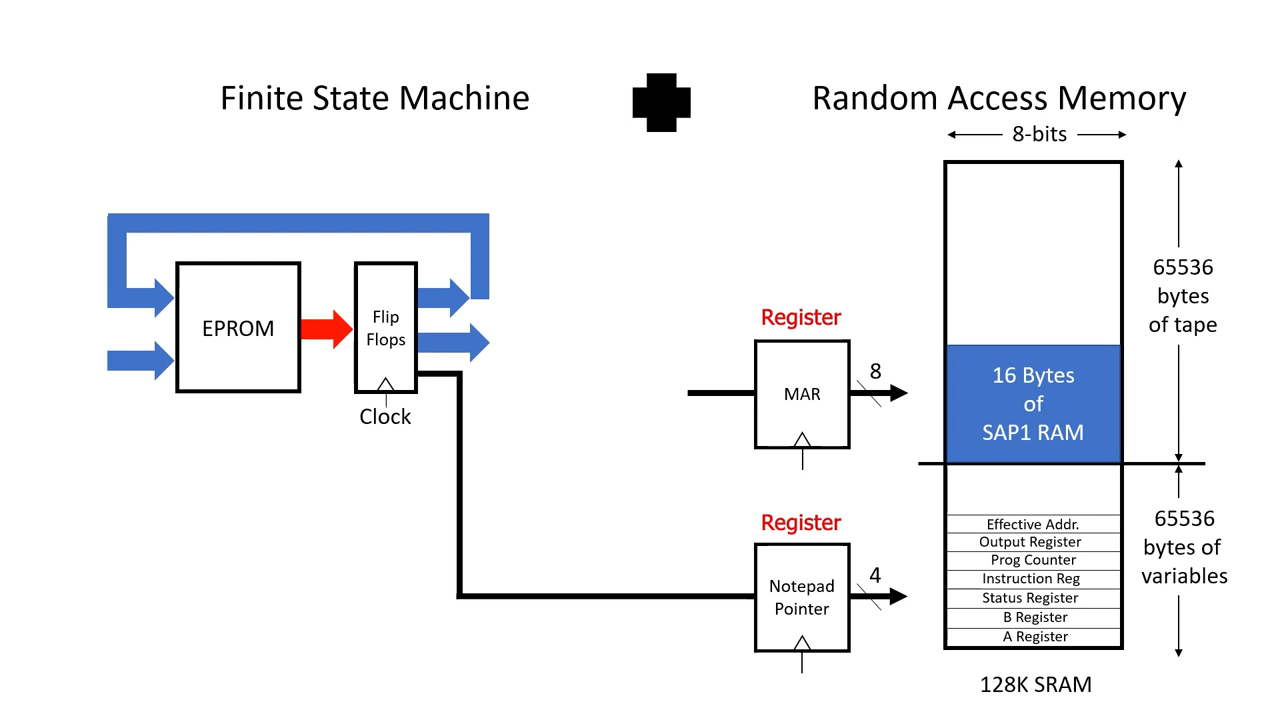 Finite State Machine
Random Access Memory
8-bits
EPROM
Flip
Flops
Clock
Register
MAR
8
Register
Notepad
Pointer
4
16 Bytes
of
SAP1 RAM
65536
bytes
of tape
Effective Addr.
Output Register
Prog Counter
Instruction Reg
Status Register
B Register
A Register
65536
bytes of
variables
128K SRAM